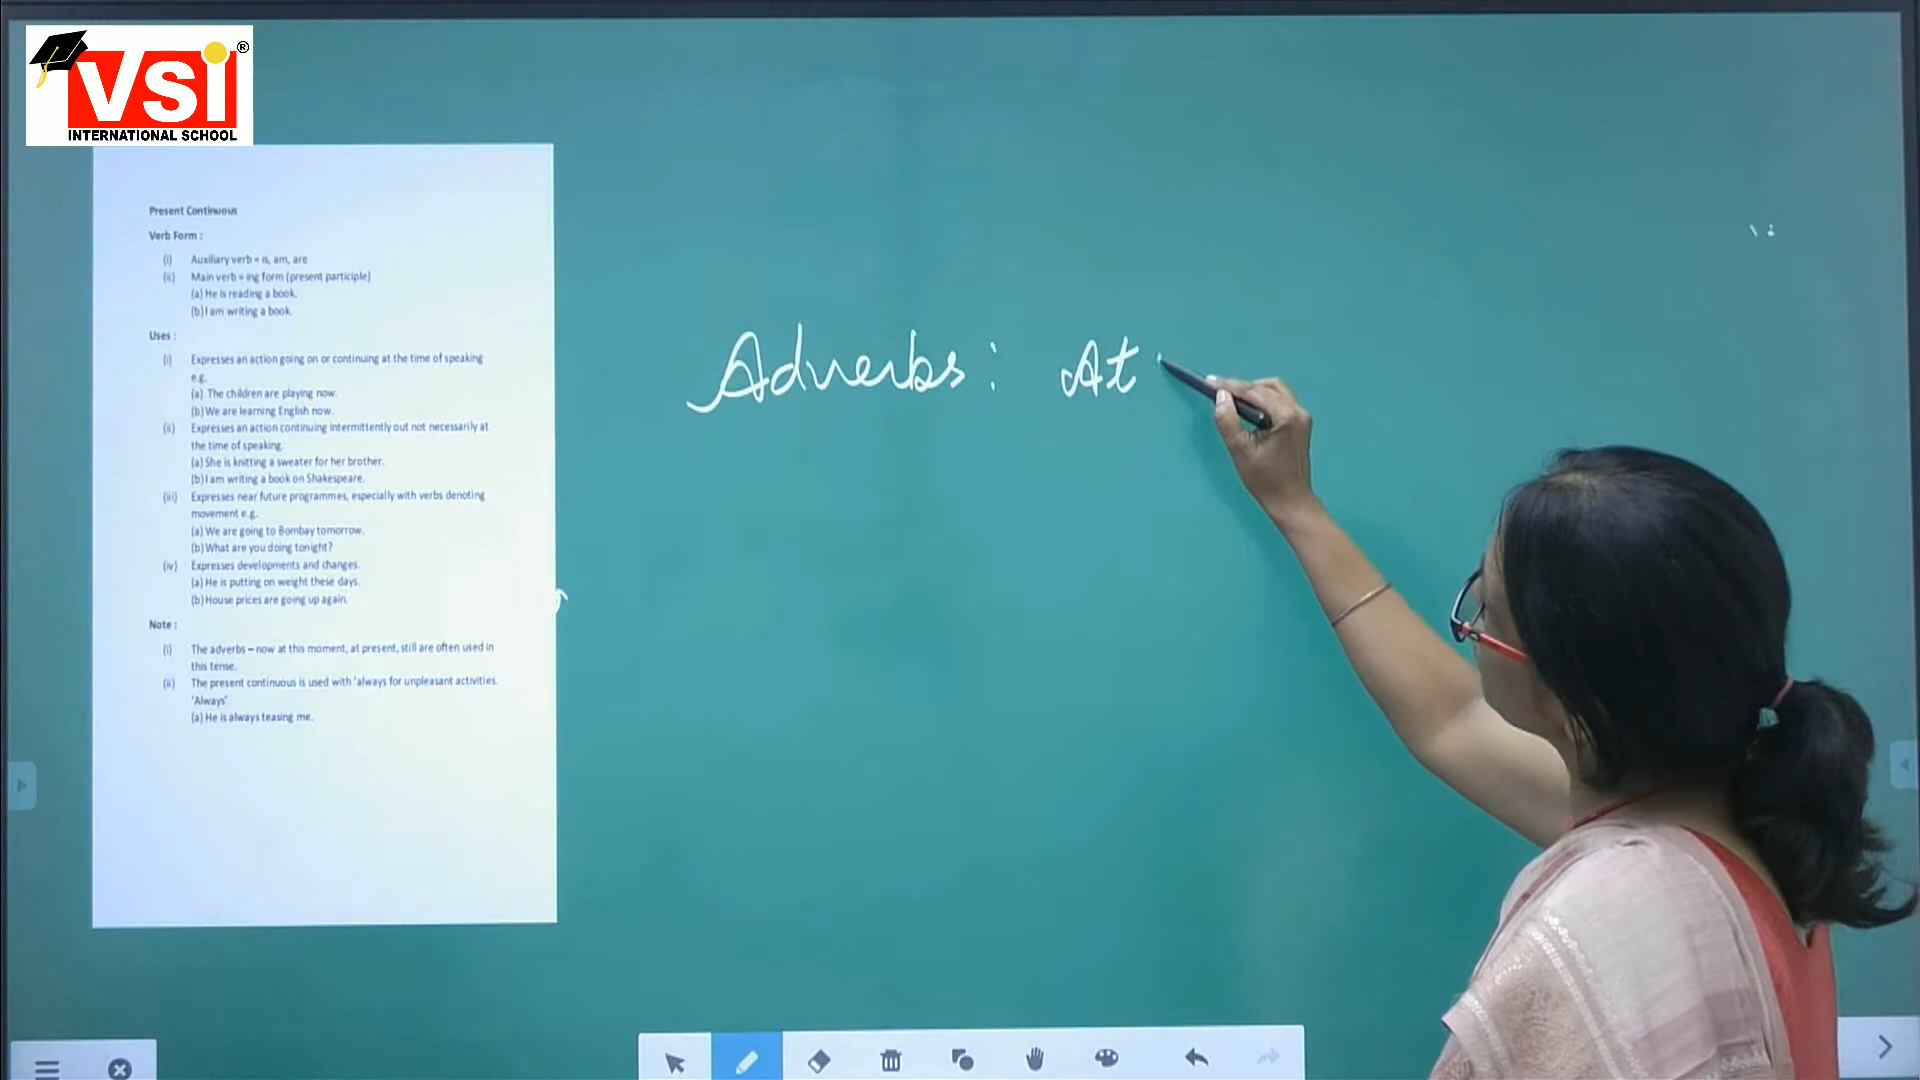 VSI ®
INTERNATIONAL SCHOOL
Present Continuous
Verb Form :
(i) Auxiliary verb = is, am, are
(ii) Main verb = ing form (present participle)
(a) He is reading a book.
(b) I am writing a book.
Uses :
(i) Expresses an action going on or continuing at the time of speaking
e.g.
(a) The children are playing now.
(b) We are learning English now.
(ii) Expresses an action continuing intermittently out not necessarily at
the time of speaking.
(a) She is knitting a sweater for her brother.
(b) I am writing a book on Shakespeare.
(iii) Expresses near future programmes, especially with verbs denoting
movement e.g.
(a) We are going to Bombay tomorrow.
(b) What are you doing tonight?
(iv) Expresses developments and changes.
(a) He is putting on weight these days.
(b) House prices are going up again.
Note :
(i) The adverbs – now at this moment, at present, still are often used in
this tense.
(ii) The present continuous is used with 'always for unpleasant activities.
'Always'
(a) He is always teasing me.
Adverbs : At